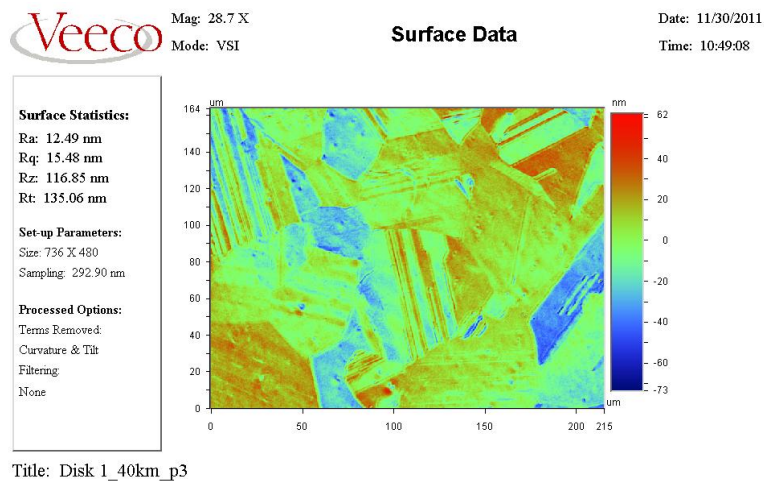 Veeco
Mag: 28.7 X
Mode: VSI
Surface Data
Date: 11/30/2011
Time: 10:49:08
Surface Statistics:
Ra: 12.49 nm
Rq: 15.48 nm
Rz: 116.85 nm
Rt: 135.06 nm
Set-up Parameters:
Size: 736 X 480
Sampling: 292.90 nm
Processed Options:
Terms Removed:
Curvature & Tilt
Filtering:
None
um
164
140
120
100
80
60
40
20
0
0 50 100 150 200 215
um
nm
62
40
20
0
-20
-40
-60
-73
Title: Disk 1_40km_p3